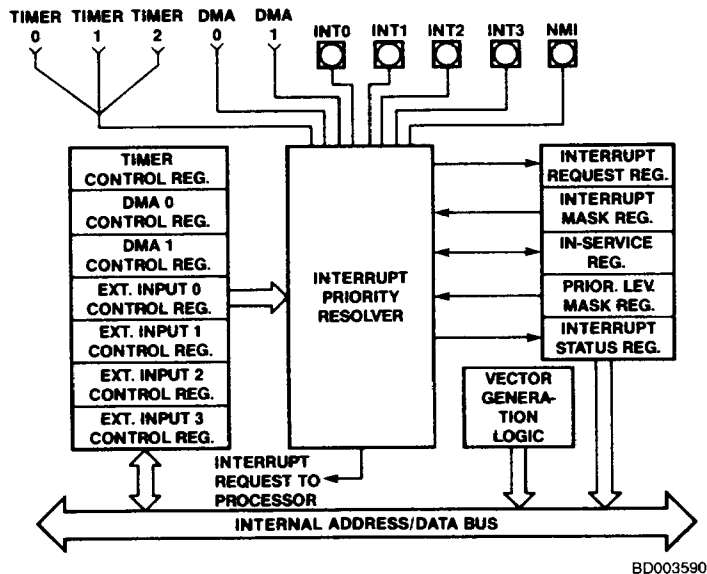 TIMER TIMER TIMER DMA DMA
0 1 2 0 1
INT0 INT1 INT2 INT3 NMI
TIMER
CONTROL REG.
DMA 0
CONTROL REG.
DMA 1
CONTROL REG.
EXT. INPUT 0
CONTROL REG.
EXT. INPUT 1
CONTROL REG.
EXT. INPUT 2
CONTROL REG.
EXT. INPUT 3
CONTROL REG.
INTERRUPT
PRIORITY
RESOLVER
INTERRUPT
REQUEST REG.
INTERRUPT
MASK REG.
IN-SERVICE
REG.
PRIOR. LEV.
MASK REG.
INTERRUPT
STATUS REG.
VECTOR
GENERA-
TION
LOGIC
INTERRUPT
REQUEST TO
PROCESSOR
INTERNAL ADDRESS/DATA BUS
BD003590